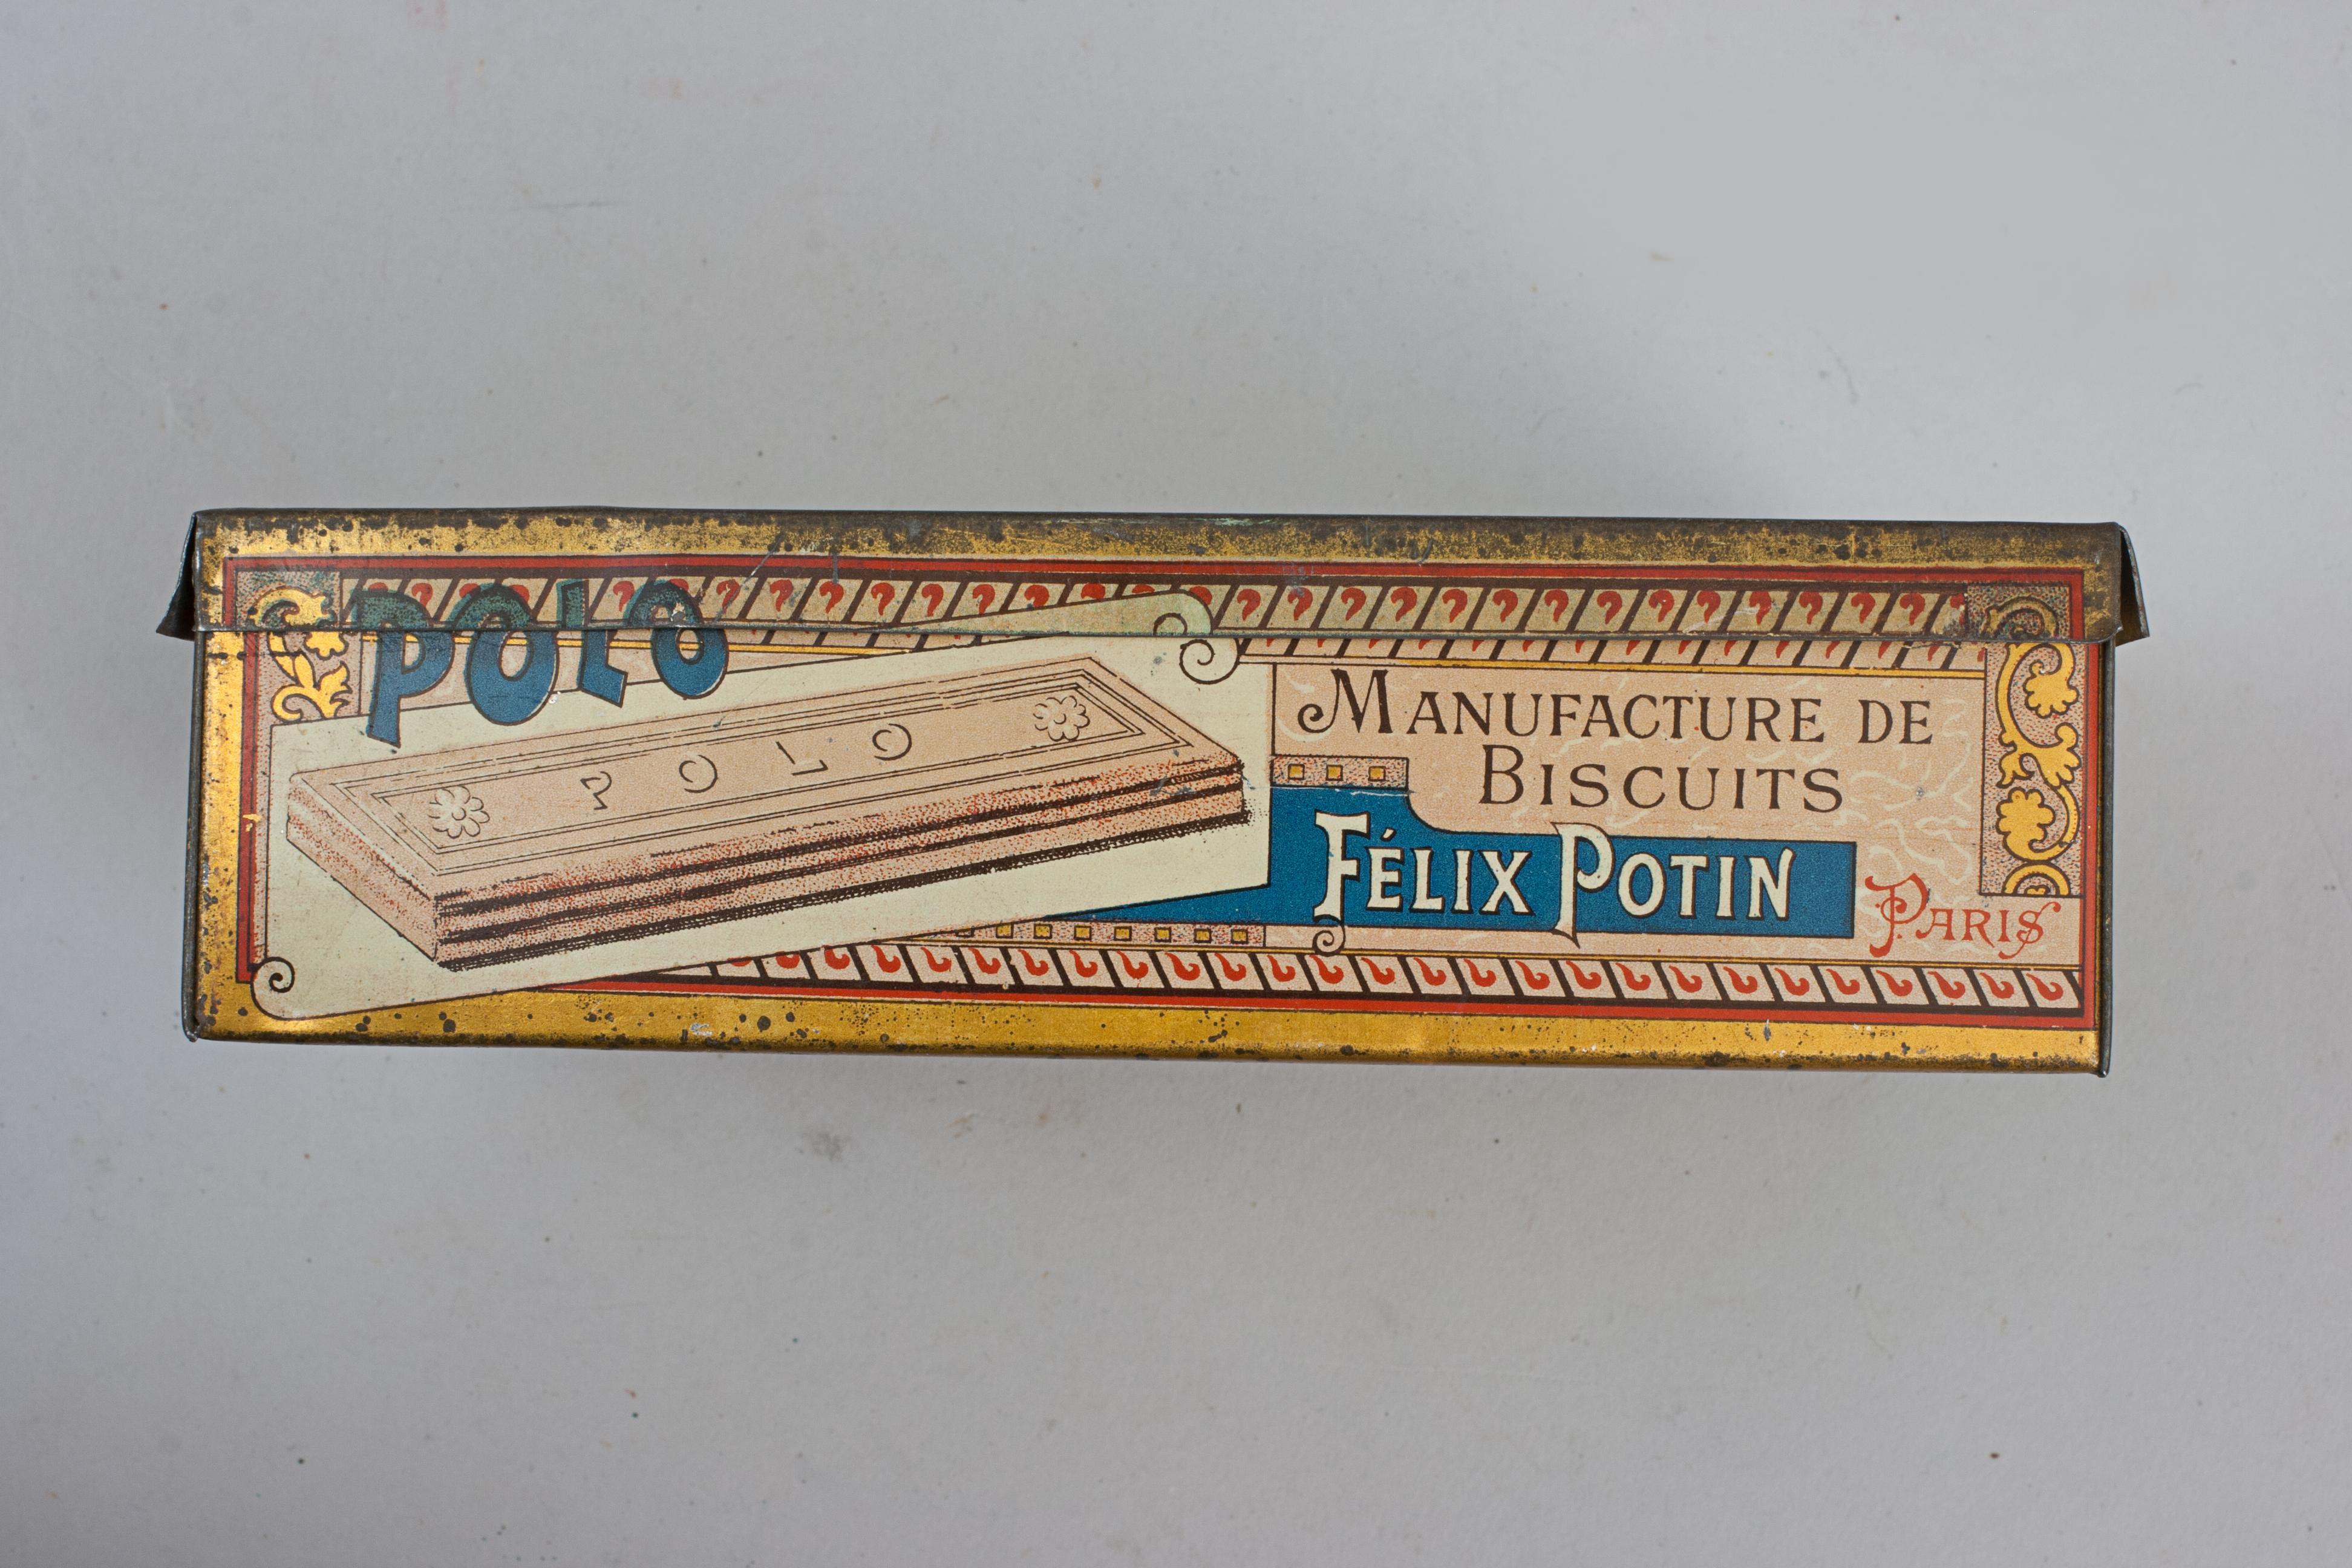 POLO
POLO
MANUFACTURE DE
BISCUITS
FÉLIX POTIN
PARIS